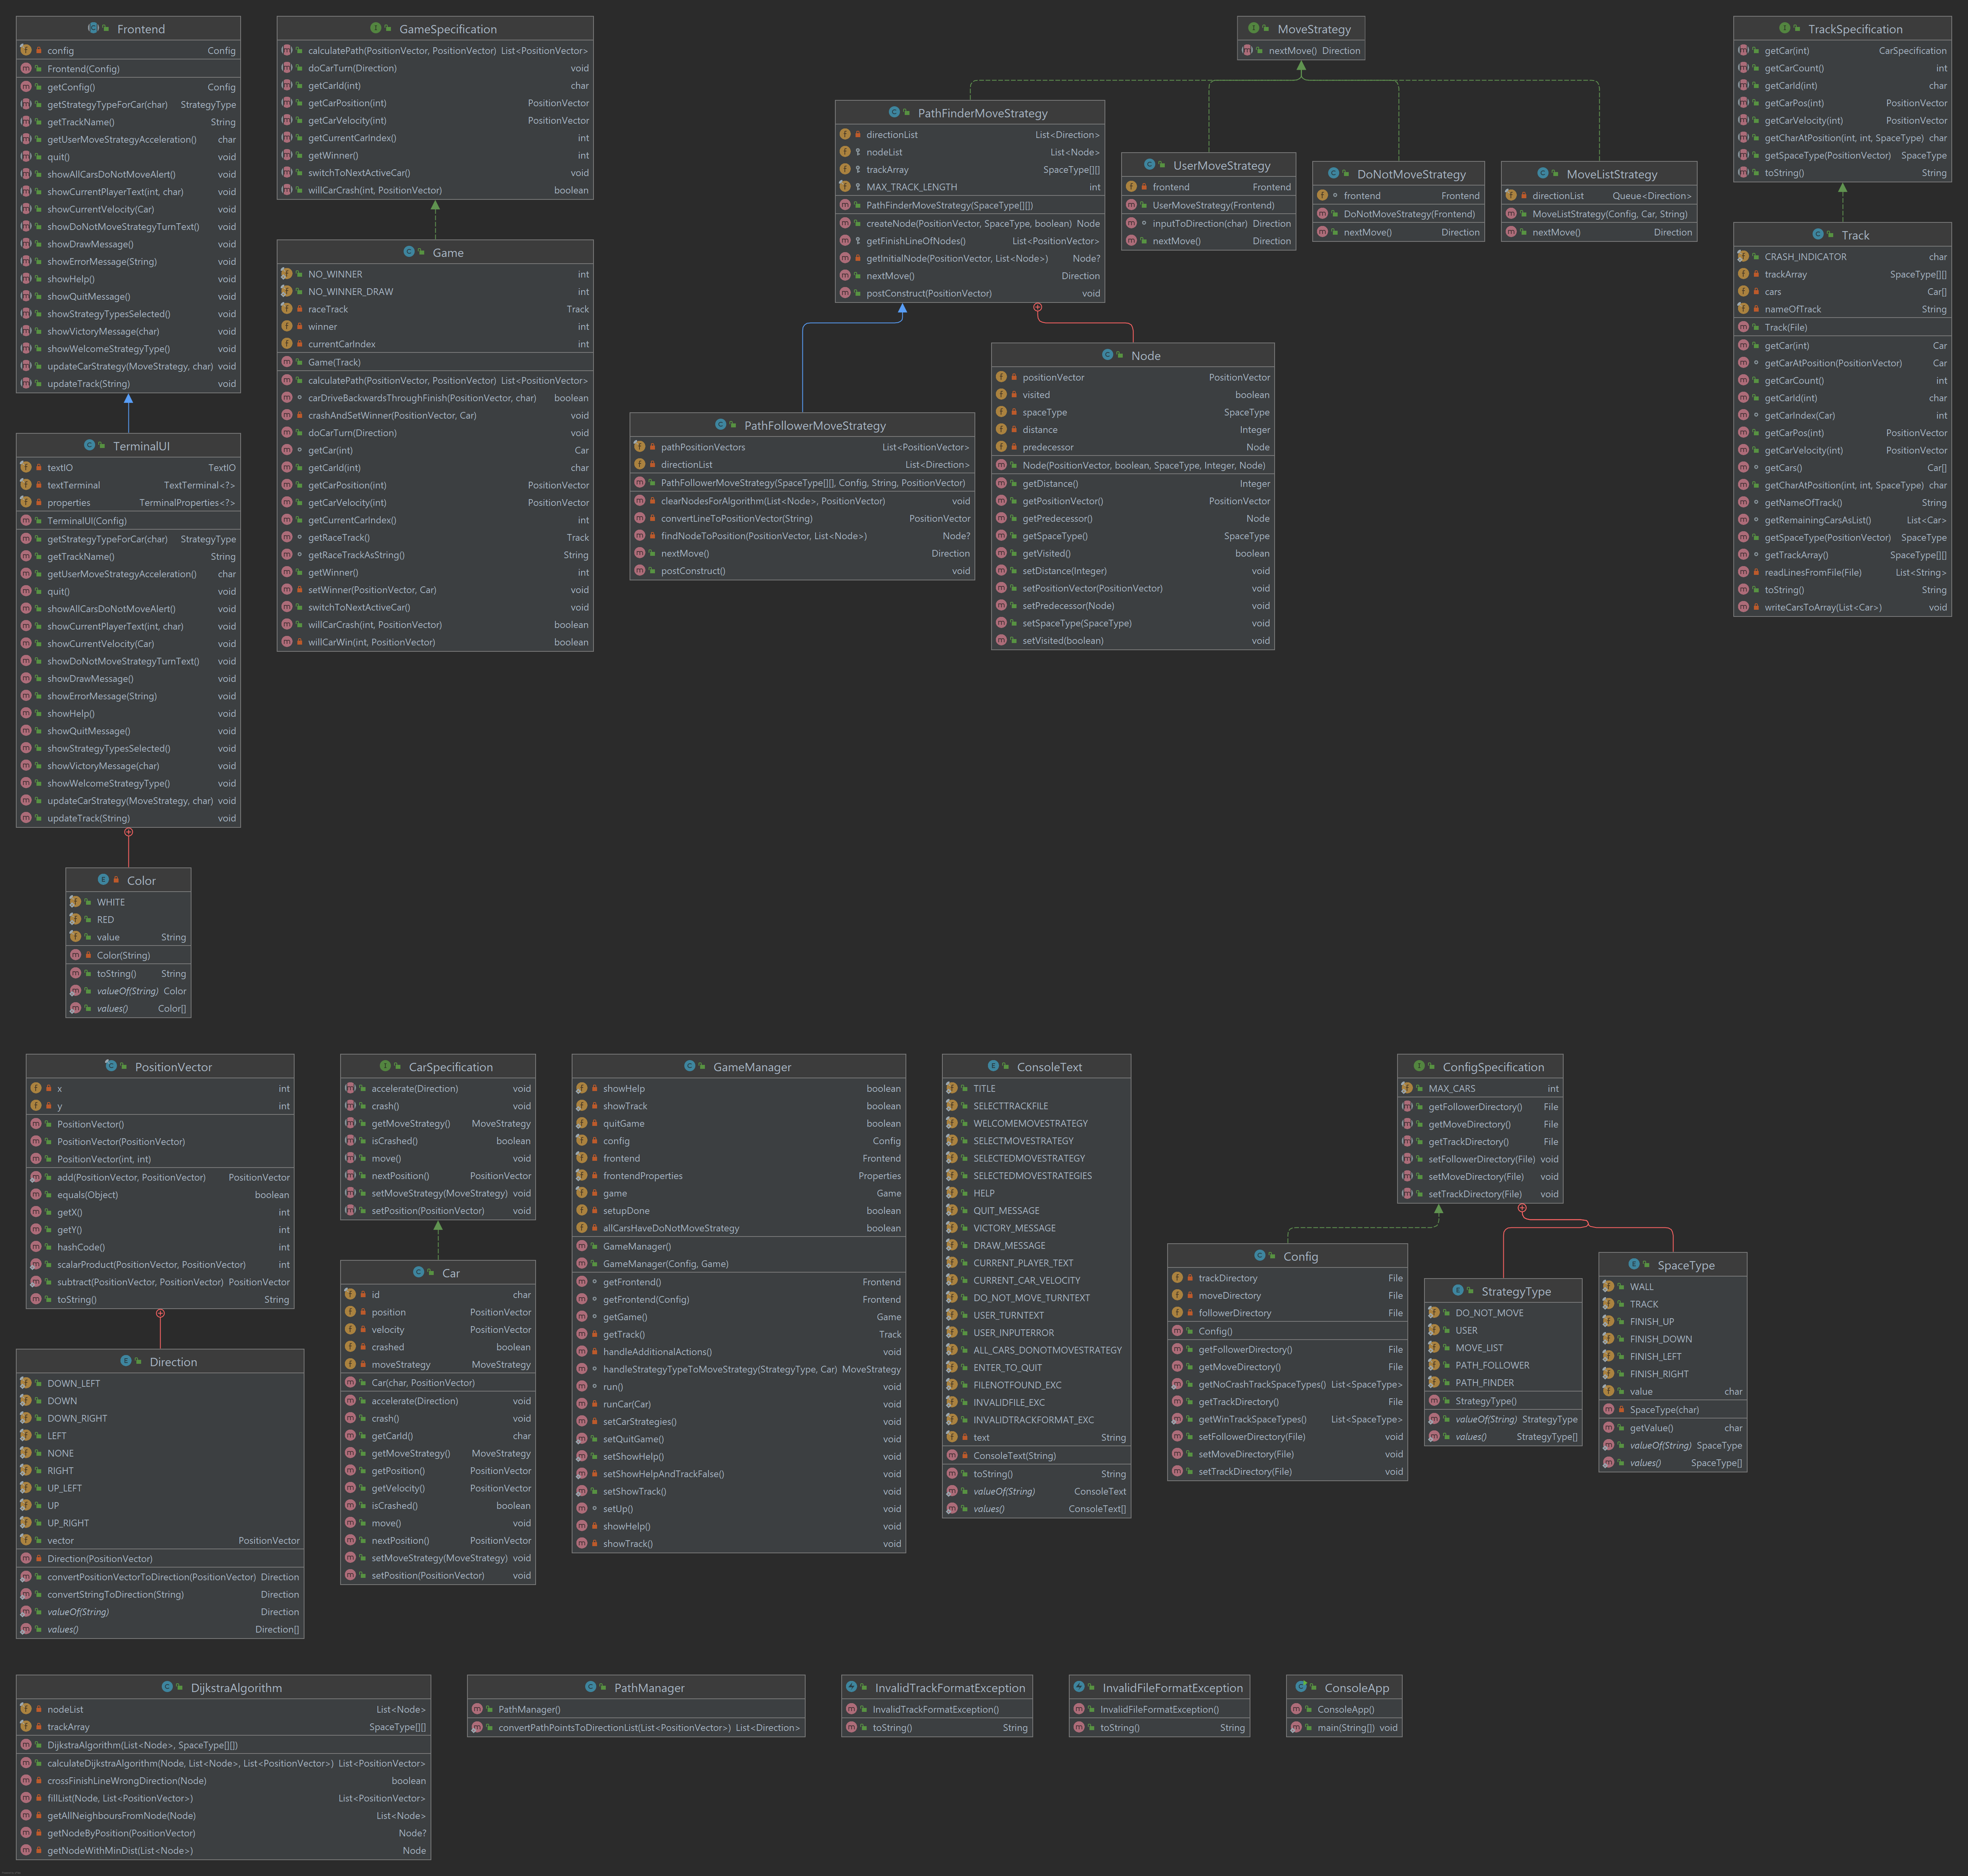 Frontend
config Config
Frontend(Config)
getConfig() Config
getStrategyTypeForCar(char) StrategyType
getTrackName() String
getUserMoveStrategyAcceleration() char
quit() void
showAllCarsDoNotMoveAlert() void
showCurrentPlayerText(int, char) void
showCurrentVelocity(Car) void
showDoNotMoveStrategyTurnText() void
showDrawMessage() void
showErrorMessage(String) void
showHelp() void
showQuitMessage() void
showStrategyTypesSelected() void
showVictoryMessage(char) void
showWelcomeStrategyType() void
updateCarStrategy(MoveStrategy, char) void
updateTrack(String) void
GameSpecification
calculatePath(PositionVector, PositionVector) List<PositionVector>
doCarTurn(Direction) void
getCarId(int) char
getCarPosition(int) PositionVector
getCarVelocity(int) PositionVector
getCurrentCarIndex() int
getWinner() int
switchToNextActiveCar() void
willCarCrash(int, PositionVector) boolean
MoveStrategy
nextMove() Direction
TrackSpecification
getCar(int) CarSpecification
getCarCount() int
getCarId(int) char
getCarPos(int) PositionVector
getCarVelocity(int) PositionVector
getCharAtPosition(int, int, SpaceType) char
getSpaceType(PositionVector) SpaceType
toString() String
PathFinderMoveStrategy
directionList List<Direction>
nodeList List<Node>
trackArray SpaceType[][]
MAX_TRACK_LENGTH int
PathFinderMoveStrategy(SpaceType[][])
createNode(PositionVector, SpaceType, boolean) Node
getFinishLineOfNodes() List<PositionVector>
getInitialNode(PositionVector, List<Node>) Node?
nextMove() Direction
postConstruct(PositionVector) void
UserMoveStrategy
frontend Frontend
UserMoveStrategy(Frontend)
inputToDirection(char) Direction
nextMove() Direction
DoNotMoveStrategy
frontend Frontend
DoNotMoveStrategy(Frontend)
nextMove() Direction
MoveListStrategy
directionList Queue<Direction>
MoveListStrategy(Config, Car, String)
nextMove() Direction
Track
CRASH_INDICATOR char
trackArray SpaceType[][]
cars Car[]
nameOfTrack String
Track(File)
getCar(int) Car
getCarAtPosition(PositionVector) Car
getCarCount() int
getCarId(int) char
getCarIndex(Car) int
getCarPos(int) PositionVector
getCarVelocity(int) PositionVector
getCars() Car[]
getCharAtPosition(int, int, SpaceType) char
getNameOfTrack() String
getRemainingCarsAsList() List<Car>
getSpaceType(PositionVector) SpaceType
getTrackArray() SpaceType[][]
readLinesFromFile(File) List<String>
toString() String
writeCarsToArray(List<Car>) void
Game
NO_WINNER int
NO_WINNER_DRAW int
raceTrack Track
winner int
currentCarIndex int
Game(Track)
calculatePath(PositionVector, PositionVector) List<PositionVector>
carDriveBackwardsThroughFinish(PositionVector, char) boolean
crashAndSetWinner(PositionVector, Car) void
doCarTurn(Direction) void
getCar(int) Car
getCarId(int) char
getCarPosition(int) PositionVector
getCarVelocity(int) PositionVector
getCurrentCarIndex() int
getRaceTrack() Track
getRaceTrackAsString() String
getWinner() int
setWinner(PositionVector, Car) void
switchToNextActiveCar() void
willCarCrash(int, PositionVector) boolean
willCarWin(int, PositionVector) boolean
Node
positionVector PositionVector
visited boolean
spaceType SpaceType
distance Integer
predecessor Node
Node(PositionVector, boolean, SpaceType, Integer, Node)
getDistance() Integer
getPositionVector() PositionVector
getPredecessor() Node
getSpaceType() SpaceType
getVisited() boolean
setDistance(Integer) void
setPositionVector(PositionVector) void
setPredecessor(Node) void
setSpaceType(SpaceType) void
setVisited(boolean) void
PathFollowerMoveStrategy
pathPositionVectors List<PositionVector>
directionList List<Direction>
PathFollowerMoveStrategy(SpaceType[][], Config, String, PositionVector)
clearNodesForAlgorithm(List<Node>, PositionVector) void
convertLineToPositionVector(String) PositionVector
findNodeToPosition(PositionVector, List<Node>) Node?
nextMove() Direction
postConstruct() void
TerminalUI
textIO TextIO
textTerminal TextTerminal<?>
properties TerminalProperties<?>
TerminalUI(Config)
getStrategyTypeForCar(char) StrategyType
getTrackName() String
getUserMoveStrategyAcceleration() char
quit() void
showAllCarsDoNotMoveAlert() void
showCurrentPlayerText(int, char) void
showCurrentVelocity(Car) void
showDoNotMoveStrategyTurnText() void
showDrawMessage() void
showErrorMessage(String) void
showHelp() void
showQuitMessage() void
showStrategyTypesSelected() void
showVictoryMessage(char) void
showWelcomeStrategyType() void
updateCarStrategy(MoveStrategy, char) void
updateTrack(String) void
Color
WHITE
RED
value String
Color(String)
toString() String
valueOf(String) Color
values() Color[]
PositionVector
x int
y int
PositionVector()
PositionVector(PositionVector)
PositionVector(int, int)
add(PositionVector, PositionVector) PositionVector
equals(Object) boolean
getX() int
getY() int
hashCode() int
scalarProduct(PositionVector, PositionVector) int
subtract(PositionVector, PositionVector) PositionVector
toString() String
Direction
DOWN_LEFT
DOWN
DOWN_RIGHT
LEFT
NONE
RIGHT
UP_LEFT
UP
UP_RIGHT
vector PositionVector
Direction(PositionVector)
convertPositionVectorToDirection(PositionVector) Direction
convertStringToDirection(String) Direction
valueOf(String) Direction
values() Direction[]
CarSpecification
accelerate(Direction) void
crash() void
getMoveStrategy() MoveStrategy
isCrashed() boolean
move() void
nextPosition() PositionVector
setMoveStrategy(MoveStrategy) void
setPosition(PositionVector) void
Car
id char
position PositionVector
velocity PositionVector
crashed boolean
moveStrategy MoveStrategy
Car(char, PositionVector)
accelerate(Direction) void
crash() void
getCarId() char
getMoveStrategy() MoveStrategy
getPosition() PositionVector
getVelocity() PositionVector
isCrashed() boolean
move() void
nextPosition() PositionVector
setMoveStrategy(MoveStrategy) void
setPosition(PositionVector) void
GameManager
showHelp boolean
showTrack boolean
quitGame boolean
config Config
frontend Frontend
frontendProperties Properties
game Game
setupDone boolean
allCarsHaveDoNotMoveStrategy boolean
GameManager()
GameManager(Config, Game)
getFrontend() Frontend
getFrontend(Config) Frontend
getGame() Game
getTrack() Track
handleAdditionalActions() void
handleStrategyTypeToMoveStrategy(StrategyType, Car) MoveStrategy
run() void
runCar(Car) void
setCarStrategies() void
setQuitGame() void
setShowHelp() void
setShowHelpAndTrackFalse() void
setShowTrack() void
setUp() void
showHelp() void
showTrack() void
ConsoleText
TITLE
SELECTTRACKFILE
WELCOMEMOVESTRATEGY
SELECTMOVESTRATEGY
SELECTEDMOVESTRATEGY
SELECTEDMOVESTRATEGIES
HELP
QUIT_MESSAGE
VICTORY_MESSAGE
DRAW_MESSAGE
CURRENT_PLAYER_TEXT
CURRENT_CAR_VELOCITY
DO_NOT_MOVE_TURNTEXT
USER_TURNTEXT
USER_INPUTERROR
ALL_CARS_DONOTMOVESTRATEGY
ENTER_TO_QUIT
FILENOTFOUND_EXC
INVALIDFILE_EXC
INVALIDTRACKFORMAT_EXC
text String
ConsoleText(String)
toString() String
valueOf(String) ConsoleText
values() ConsoleText[]
ConfigSpecification
MAX_CARS int
getFollowerDirectory() File
getMoveDirectory() File
getTrackDirectory() File
setFollowerDirectory(File) void
setMoveDirectory(File) void
setTrackDirectory(File) void
Config
trackDirectory File
moveDirectory File
followerDirectory File
Config()
getFollowerDirectory() File
getMoveDirectory() File
getNoCrashTrackSpaceTypes() List<SpaceType>
getTrackDirectory() File
getWinTrackSpaceTypes() List<SpaceType>
setFollowerDirectory(File) void
setMoveDirectory(File) void
setTrackDirectory(File) void
StrategyType
DO_NOT_MOVE
USER
MOVE_LIST
PATH_FOLLOWER
PATH_FINDER
StrategyType()
valueOf(String) StrategyType
values() StrategyType[]
SpaceType
WALL
TRACK
FINISH_UP
FINISH_DOWN
FINISH_LEFT
FINISH_RIGHT
value char
SpaceType(char)
getValue() char
valueOf(String) SpaceType
values() SpaceType[]
DijkstraAlgorithm
nodeList List<Node>
trackArray SpaceType[][]
DijkstraAlgorithm(List<Node>, SpaceType[][])
calculateDijkstraAlgorithm(Node, List<Node>, List<PositionVector>) List<PositionVector>
crossFinishLineWrongDirection(Node) boolean
fillList(Node, List<PositionVector>) List<PositionVector>
getAllNeighboursFromNode(Node) List<Node>
getNodeByPosition(PositionVector) Node?
getNodeWithMinDist(List<Node>) Node
PathManager
PathManager()
convertPathPointsToDirectionList(List<PositionVector>) List<Direction>
InvalidTrackFormatException
InvalidTrackFormatException()
toString() String
InvalidFileFormatException
InvalidFileFormatException()
toString() String
ConsoleApp
ConsoleApp()
main(String[]) void